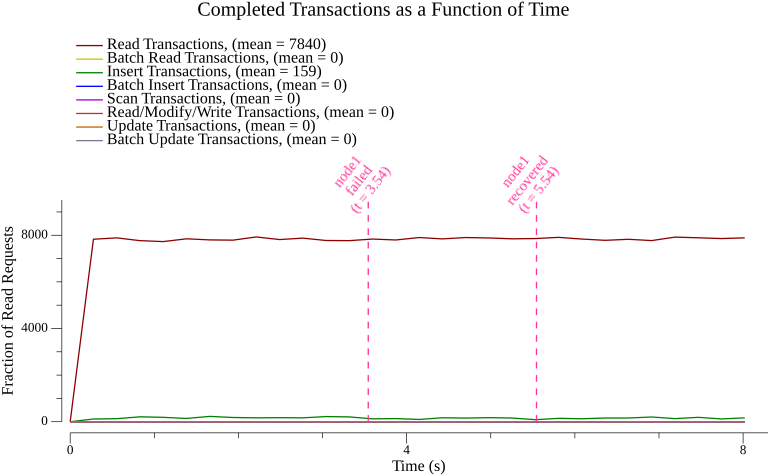 Completed Transactions as a Function of Time
Read Transactions, (mean = 7840)
Batch Read Transactions, (mean = 0)
Insert Transactions, (mean = 159)
Batch Insert Transactions, (mean = 0)
Scan Transactions, (mean = 0)
Read/Modify/Write Transactions, (mean = 0)
Update Transactions, (mean = 0)
Batch Update Transactions, (mean = 0)
node1
failed
(t = 3.54)
node1
recovered
(t = 5.54)
Fraction of Read Requests
8000
4000
0
0
4
8
Time (s)